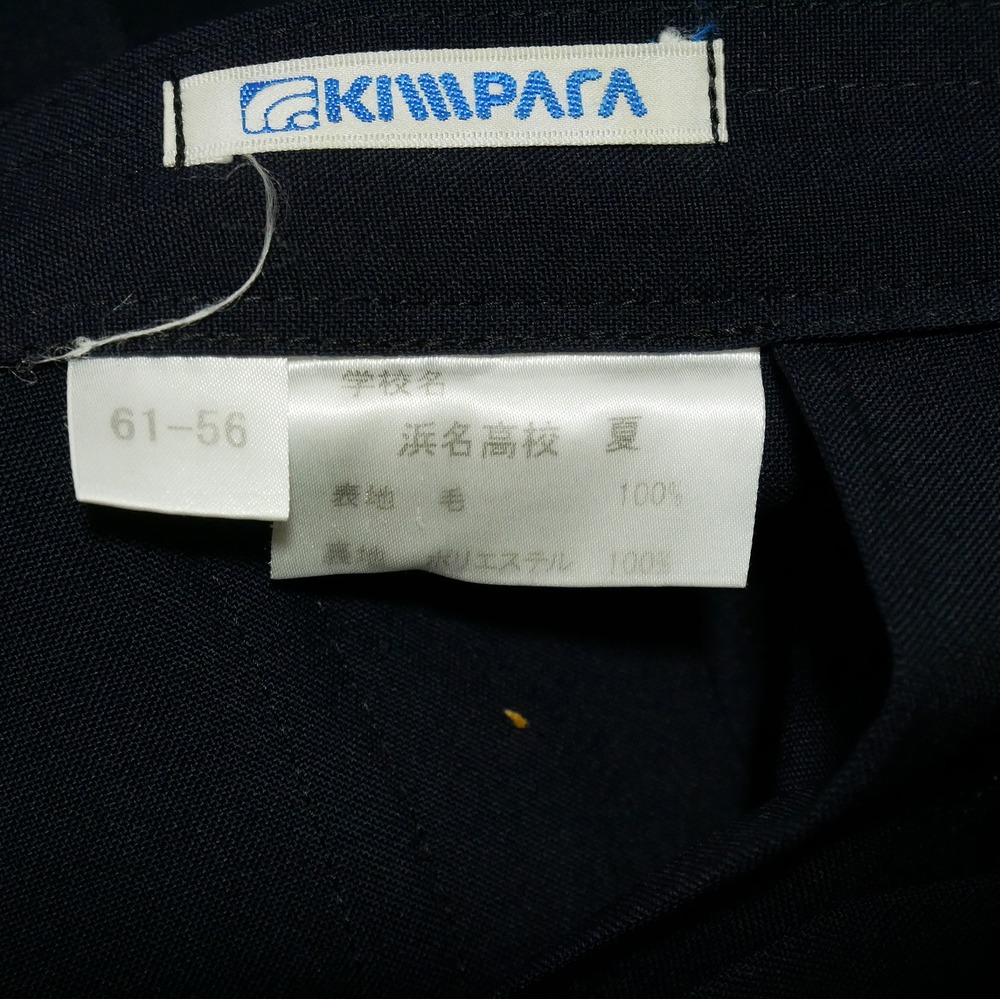 KIMPARA
61-56
学校名
浜名高校 夏
表地 毛 100%
裏地 ポリエステル 100%